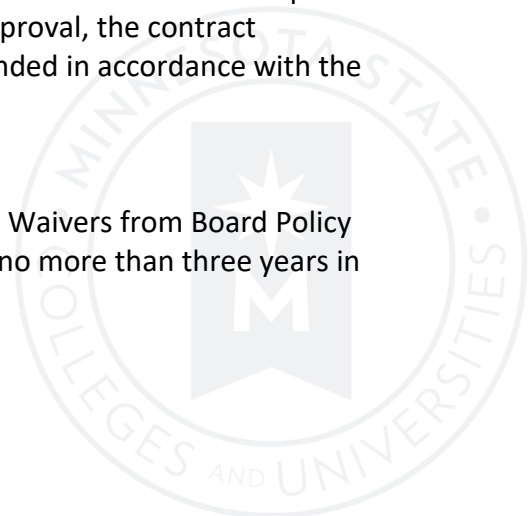 proval, the contract
nded in accordance with the
Waivers from Board Policy
no more than three years in
MINNESOTA STATE
COLLEGES AND UNIVERSITIES
M